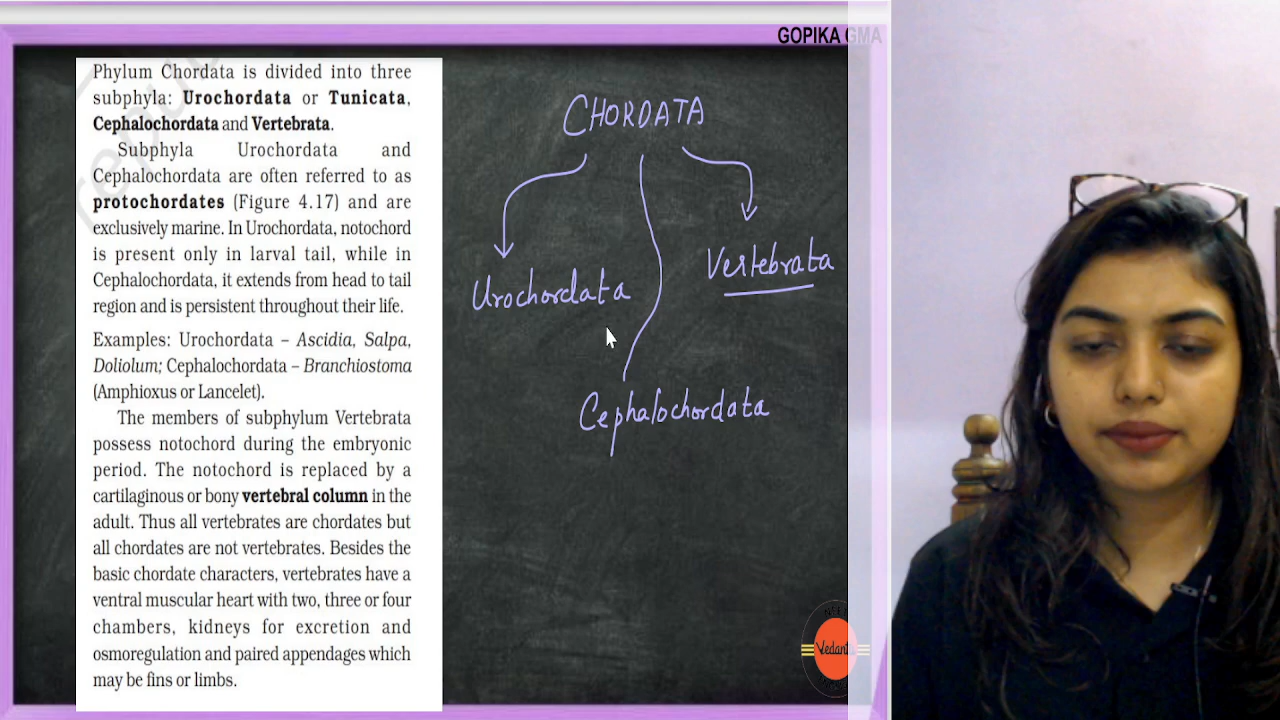 GOPIKA GMA
Phylum Chordata is divided into three
subphyla: Urochordata or Tunicata,
Cephalochordata and Vertebrata.
Subphyla Urochordata and
Cephalochordata are often referred to as
protochordates (Figure 4.17) and are
exclusively marine. In Urochordata, notochord
is present only in larval tail, while in
Cephalochordata, it extends from head to tail
region and is persistent throughout their life.
Examples: Urochordata – Ascidia, Salpa,
Doliolum; Cephalochordata – Branchiostoma
(Amphioxus or Lancelet).
The members of subphylum Vertebrata
possess notochord during the embryonic
period. The notochord is replaced by a
cartilaginous or bony vertebral column in the
adult. Thus all vertebrates are chordates but
all chordates are not vertebrates. Besides the
basic chordate characters, vertebrates have a
ventral muscular heart with two, three or four
chambers, kidneys for excretion and
osmoregulation and paired appendages which
may be fins or limbs.
CHORDATA
Urochordata
Vertebrata
Cephalochordata